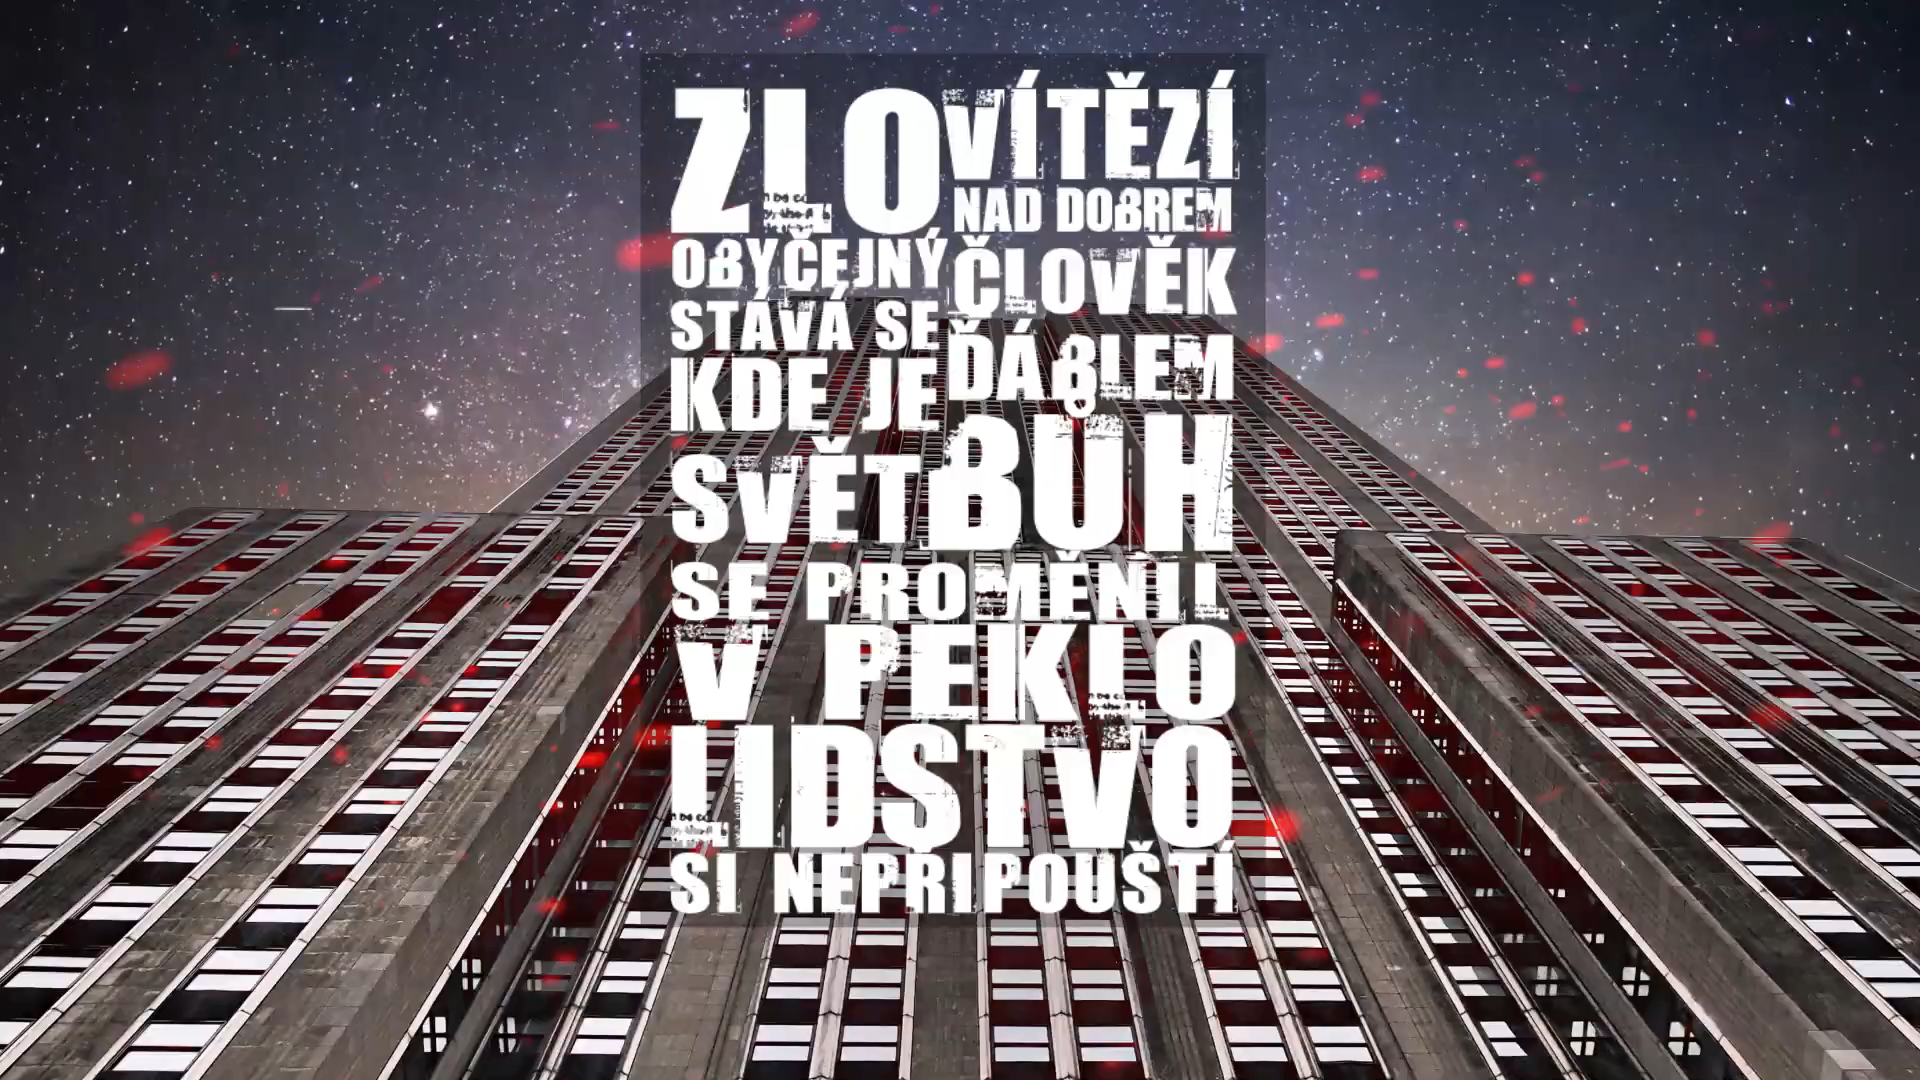 ZLO VÍTĚZÍ
NAD DOBREM
OBYČEJNÝ ČLOVĚK
STÁVÁ SE ĎÁBLEM
KDE JE BŮH
SVĚT
SE PROMĚNIL
V PEKLO
LIDSTVO
SI NEPŘIPOUŠTÍ